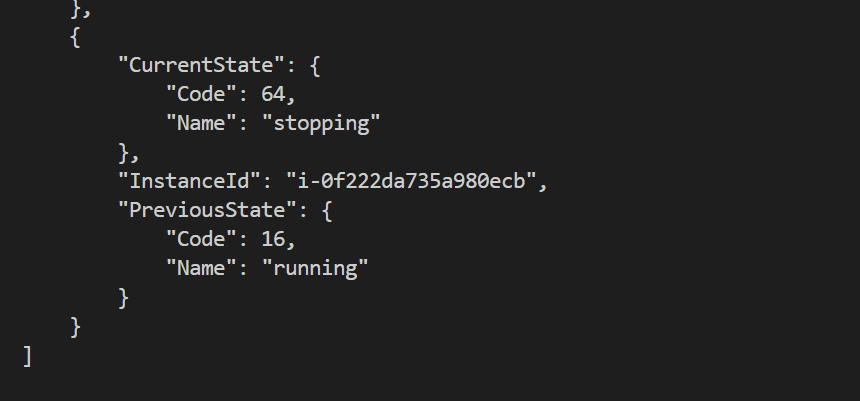 },
{
"CurrentState": {
"Code": 64,
"Name": "stopping"
},
"InstanceId": "i-0f222da735a980ecb",
"PreviousState": {
"Code": 16,
"Name": "running"
}
}
]